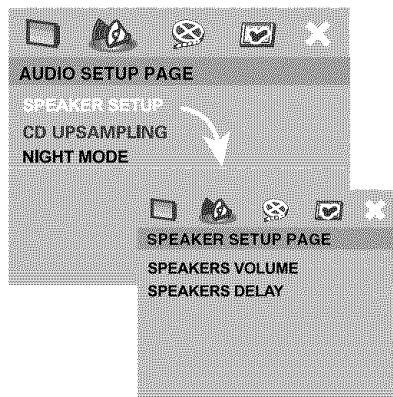 AUDIO SETUP PAGE
SPEAKER SETUP
CD UPSAMPLING
NIGHT MODE
SPEAKER SETUP PAGE
SPEAKERS VOLUME
SPEAKERS DELAY